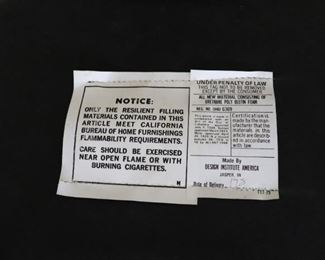 NOTICE:
ONLY THE RESILIENT FILLING
MATERIALS CONTAINED IN THIS
ARTICLE MEET CALIFORNIA
BUREAU OF HOME FURNISHINGS
FLAMMABILITY REQUIREMENTS.
CARE SHOULD BE EXERCISED
NEAR OPEN FLAME OR WITH
BURNING CIGARETTES.
UNDER PENALTY OF LAW
THIS TAG NOT TO BE REMOVED
EXCEPT BY THE CONSUMER
ALL NEW MATERIAL CONSISTING OF
URETHANE POLY FOAM
REG. NO.
Certification is
made by the man-
ufacturer that the
materials in this
article are describ-
ed in accordance
with law
Made By
DESIGN INSTITUTE AMERICA
JASPER, IN
Date of Delivery